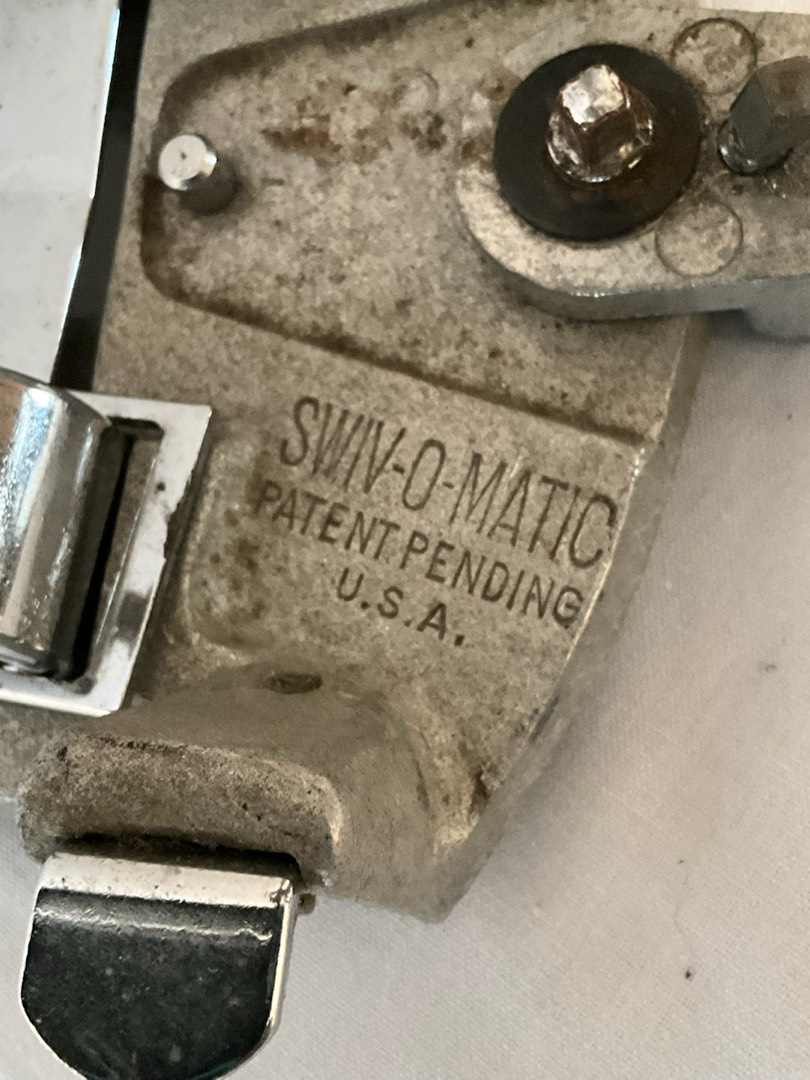 SWIV-O-MATIC
PATENT PENDING
U.S.A.